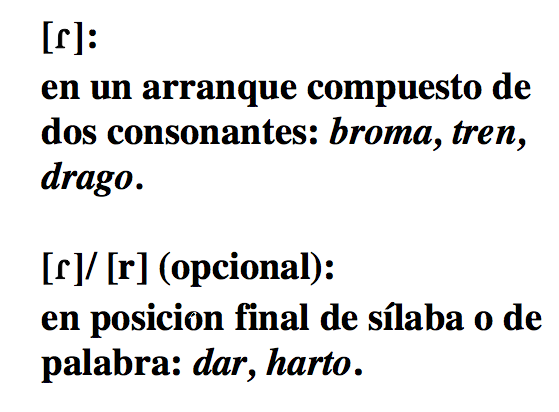 [ɾ]:
en un arranque compuesto de
dos consonantes: broma, tren,
drago.
[ɾ]/ [r] (opcional):
en posición final de sílaba o de
palabra: dar, harto.